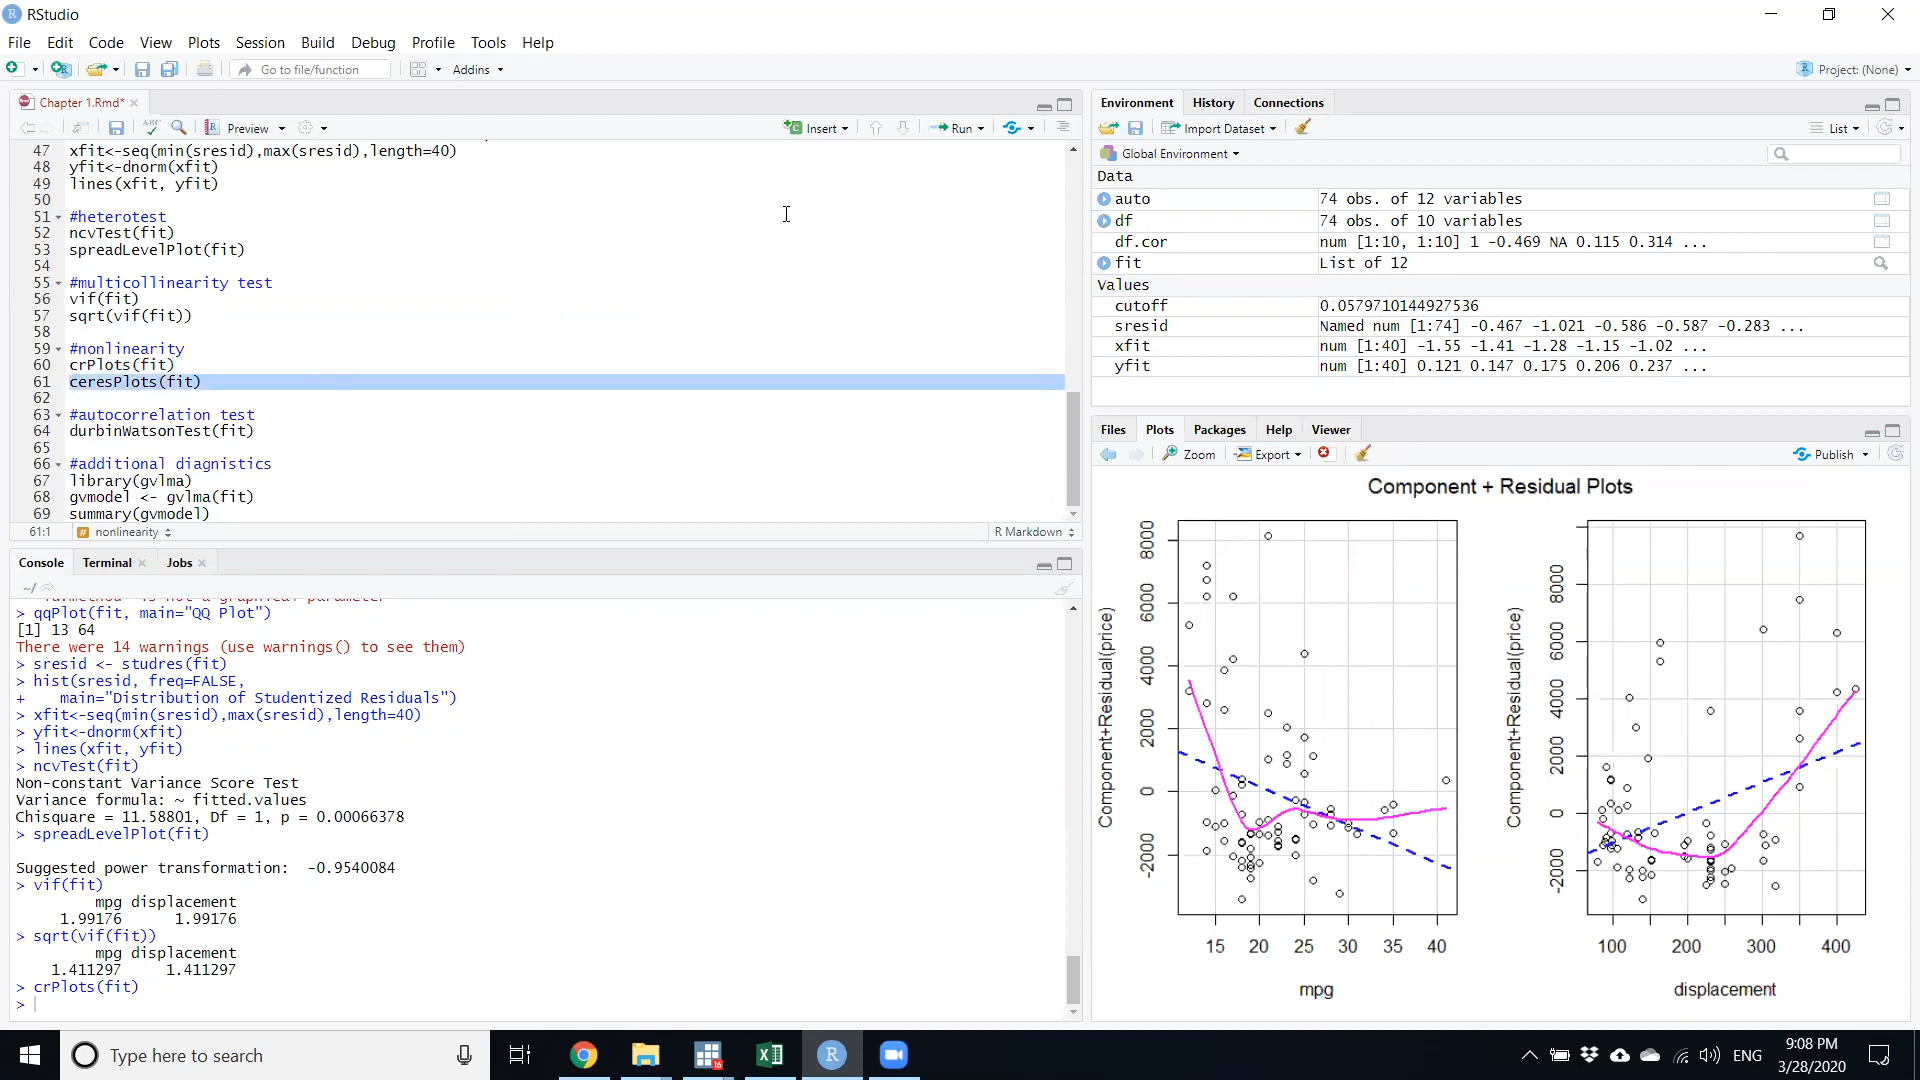 RStudio
File Edit Code View Plots Session Build Debug Profile Tools Help
Go to file/function Addins Project: (None)
Chapter 1.Rmd*
ABC Preview Insert Run
47 xfit<-seq(min(sresid),max(sresid),length=40)
48 yfit<-dnorm(xfit)
49 lines(xfit, yfit)
50
51 #heterotest
52 ncvTest(fit)
53 spreadLevelPlot(fit)
54
55 #multicollinearity test
56 vif(fit)
57 sqrt(vif(fit))
58
59 #nonlinearity
60 crPlots(fit)
61 ceresPlots(fit)
62
63 #autocorrelation test
64 durbinWatsonTest(fit)
65
66 #additional diagnostics
67 library(gvlma)
68 gvmodel <- gvlma(fit)
69 summary(gvmodel)
61:1 # nonlinearity R Markdown
Console Terminal Jobs
~/
> qqPlot(fit, main="QQ Plot")
[1] 13 64
There were 14 warnings (use warnings() to see them)
> sresid <- studres(fit)
> hist(sresid, freq=FALSE,
+ main="Distribution of Studentized Residuals")
> xfit<-seq(min(sresid),max(sresid),length=40)
> yfit<-dnorm(xfit)
> lines(xfit, yfit)
> ncvTest(fit)
Non-constant Variance Score Test
Variance formula: ~ fitted.values
Chisquare = 11.58801, Df = 1, p = 0.00066378
> spreadLevelPlot(fit)
Suggested power transformation: -0.9540084
> vif(fit)
mpg displacement
1.99176 1.99176
> sqrt(vif(fit))
mpg displacement
1.411297 1.411297
> crPlots(fit)
>
Environment History Connections
Import Dataset List
Global Environment
Data
auto 74 obs. of 12 variables
df 74 obs. of 10 variables
df.cor num [1:10, 1:10] 1 -0.469 NA 0.115 0.314 ...
fit List of 12
Values
cutoff 0.0579710144927536
sresid Named num [1:74] -0.467 -1.021 -0.586 -0.587 -0.283 ...
xfit num [1:40] -1.55 -1.41 -1.28 -1.15 -1.02 ...
yfit num [1:40] 0.121 0.147 0.175 0.206 0.237 ...
Files Plots Packages Help Viewer
Zoom Export Publish
Component + Residual Plots
Component+Residual(price)
8000
6000
4000
2000
0
-2000
15 20 25 30 35 40
mpg
Component+Residual(price)
8000
6000
4000
2000
0
-2000
100 200 300 400
displacement
Type here to search
16
ENG
9:08 PM
3/28/2020